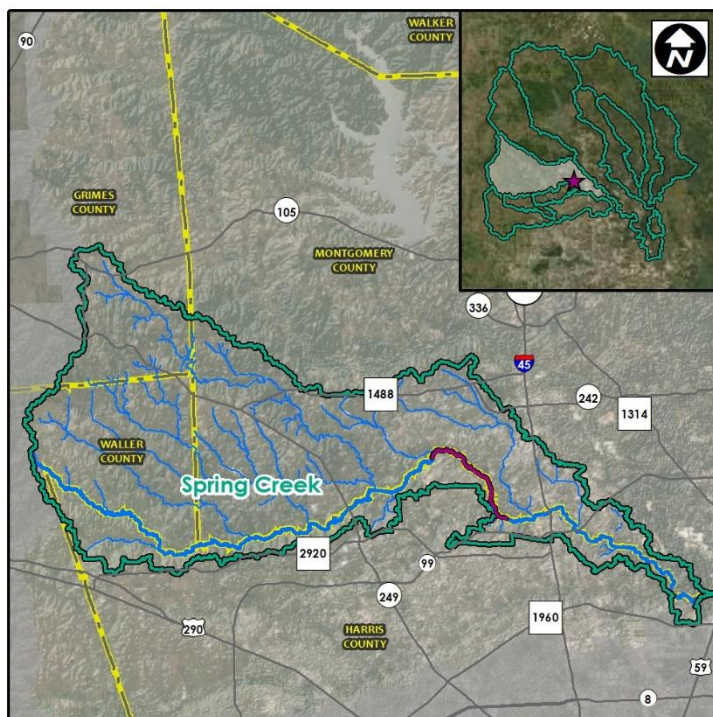 WALKER
COUNTY
90
N
GRIMES
COUNTY
105
MONTGOMERY
COUNTY
336
45
1488
242
1314
WALLER
COUNTY
Spring Creek
2920
99
249
290
HARRIS
COUNTY
1960
59
8